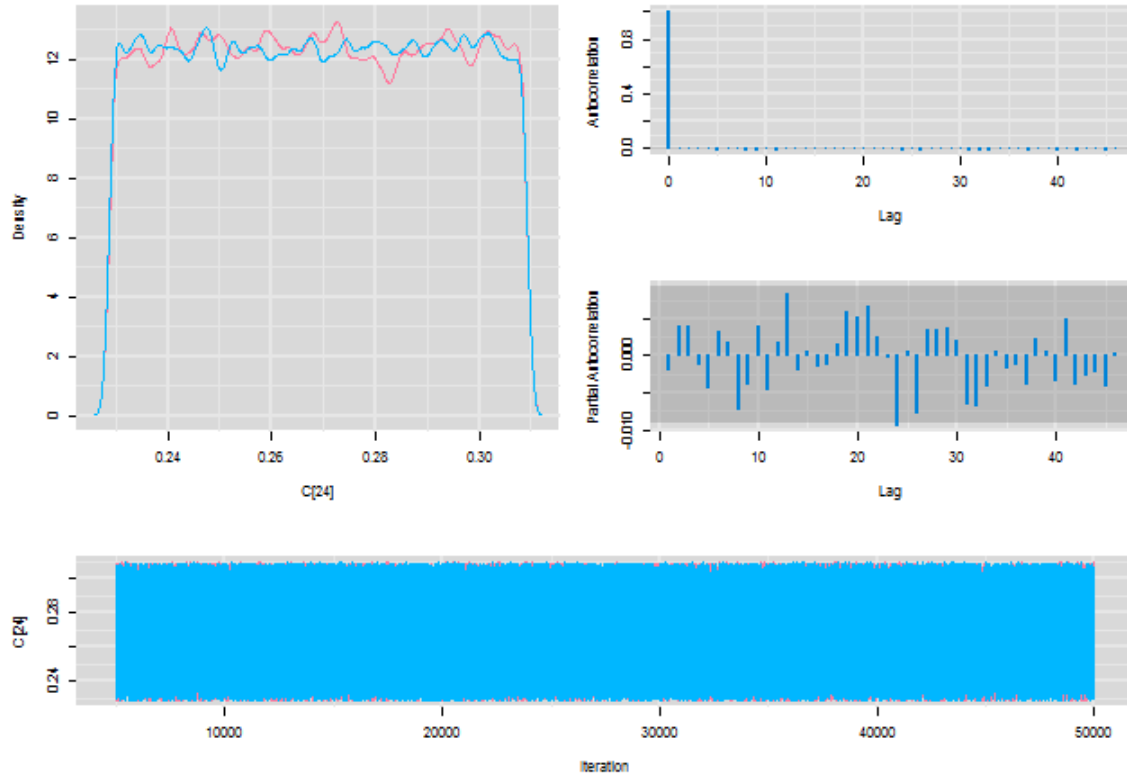 Density
0 2 4 6 8 10 12
0.24 0.26 0.28 0.30
C[24]
Autocorrelation
0.0 0.4 0.8
0 10 20 30 40
Lag
Partial Autocorrelation
-0.010 0.000
0 10 20 30 40
Lag
C[24]
0.24 0.28
10000 20000 30000 40000 50000
Iteration